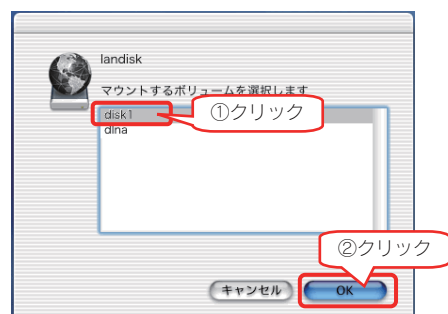 landisk
マウントするボリュームを選択します
disk1
①クリック
dlna
②クリック
キャンセル
OK